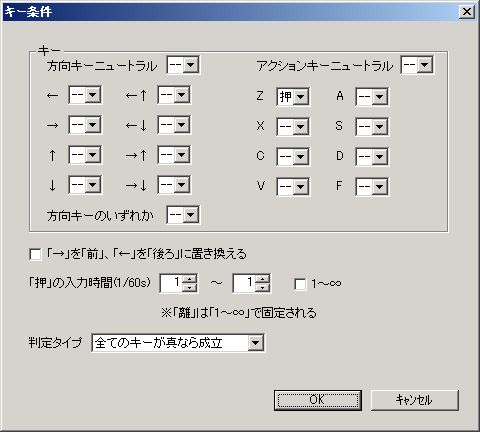 キー条件
キー
方向キーニュートラル -- アクションキーニュートラル --
← -- ←↑ -- Z 押 A --
→ -- ←↓ -- X -- S --
↑ -- →↑ -- C -- D --
↓ -- →↓ -- V -- F --
方向キーのいずれか --
「→」を「前」、「←」を「後ろ」に置き換える
「押」の入力時間(1/60s) 1 ～ 1 1～∞
※「離」は「1～∞」で固定される
判定タイプ 全てのキーが真なら成立
OK キャンセル